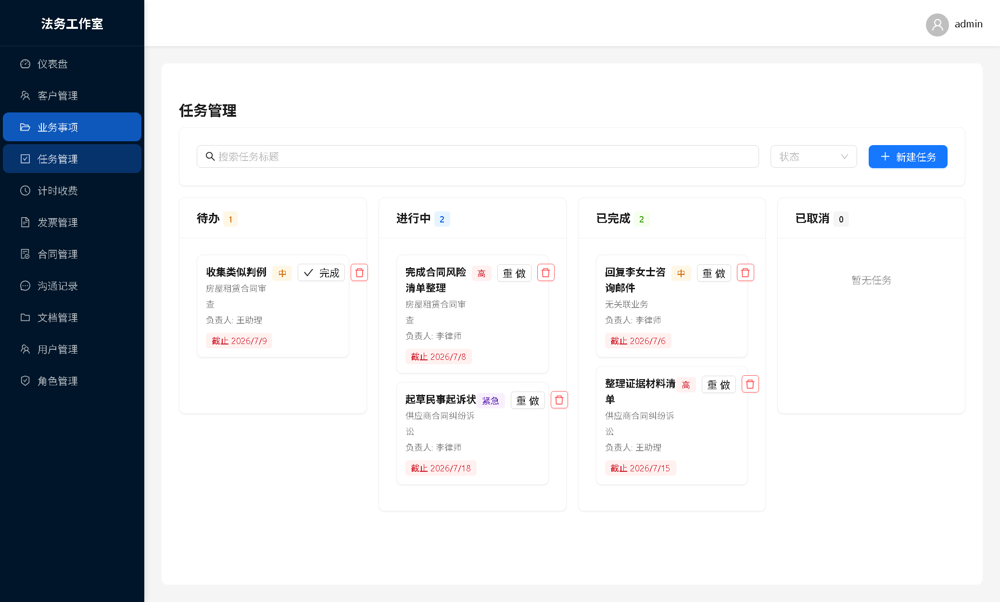 法务工作室
admin
仪表盘
客户管理
业务事项
任务管理
计时收费
发票管理
合同管理
沟通记录
文档管理
用户管理
角色管理
任务管理
搜索任务标题
状态
新建任务
待办 1
收集类似判例 中 完成
房屋租赁合同审
查
负责人: 王助理
截止 2026/7/9
进行中 2
完成合同风险 高 重做
清单整理
房屋租赁合同审
查
负责人: 李律师
截止 2026/7/8
起草民事起诉状 紧急 重做
供应商合同纠纷诉
讼
负责人: 李律师
截止 2026/7/18
已完成 2
回复李女士咨 中 重做
询邮件
无关联业务
负责人: 李律师
截止 2026/7/6
整理证据材料清 高 重做
单
供应商合同纠纷诉
讼
负责人: 王助理
截止 2026/7/15
已取消 0
暂无任务